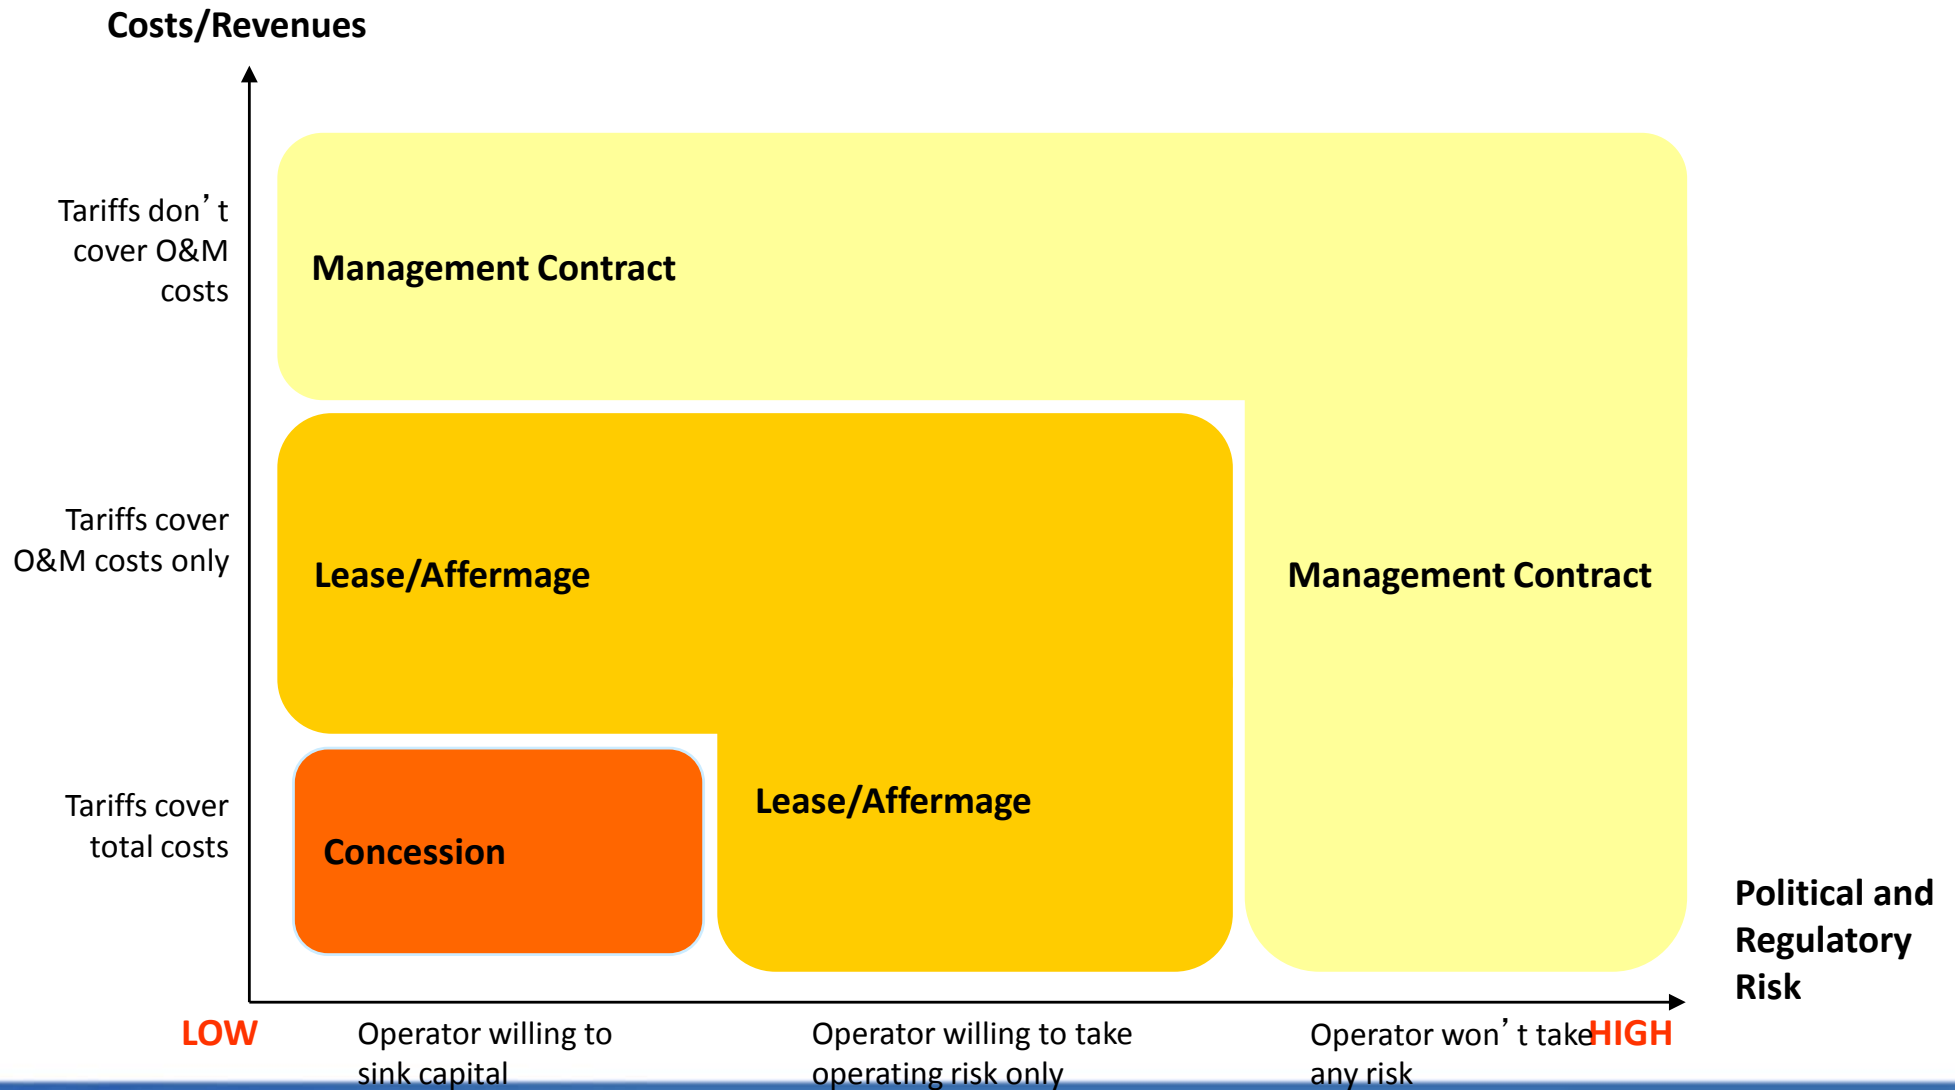 Costs/Revenues
Tariffs don’t
cover O&M
costs
Management Contract
Tariffs cover
O&M costs only
Lease/Affermage
Management Contract
Tariffs cover
total costs
Lease/Affermage
Concession
Political and
Regulatory
Risk
LOW
Operator willing to
sink capital
Operator willing to take
operating risk only
Operator won’t take
any risk
HIGH